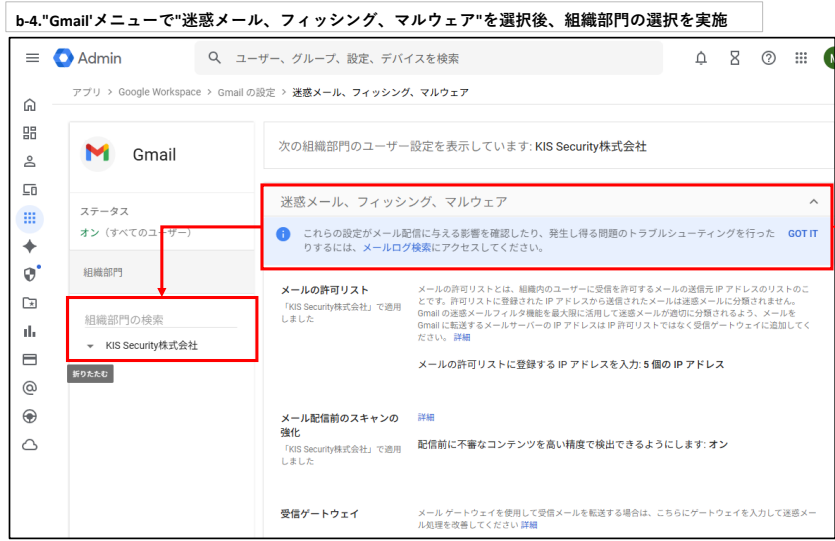 b-4."Gmail'メニューで"迷惑メール、フィッシング、マルウェア"を選択後、組織部門の選択を実施
Admin
ユーザー、グループ、設定、デバイスを検索
アプリ > Google Workspace > Gmail の設定 > 迷惑メール、フィッシング、マルウェア
Gmail
ステータス
オン（すべてのユーザー）
組織部門
組織部門の検索
KIS Security株式会社
折りたたむ
次の組織部門のユーザー設定を表示しています: KIS Security株式会社
迷惑メール、フィッシング、マルウェア
これらの設定がメール配信に与える影響を確認したり、発生し得る問題のトラブルシューティングを行った
りするには、メールログ検索にアクセスしてください。
GOT IT
メールの許可リスト
「KIS Security株式会社」で適用
しました
メールの許可リストとは、組織内のユーザーに受信を許可するメールの送信元 IP アドレスのリストのこ
とです。許可リストに登録された IP アドレスから送信されたメールは迷惑メールに分類されません。
Gmail の迷惑メールフィルタ機能を最大限に活用して迷惑メールが適切に分類されるよう、メールを
Gmail に転送するメールサーバーの IP アドレスは IP 許可リストではなく受信ゲートウェイに追加してく
ださい。 詳細
メールの許可リストに登録する IP アドレスを入力: 5 個の IP アドレス
メール配信前のスキャンの
強化
「KIS Security株式会社」で適用
しました
詳細
配信前に不審なコンテンツを高い精度で検出できるようにします: オン
受信ゲートウェイ
メール ゲートウェイを使用して受信メールを転送する場合は、こちらにゲートウェイを入力して迷惑メー
ル処理を改善してください 詳細